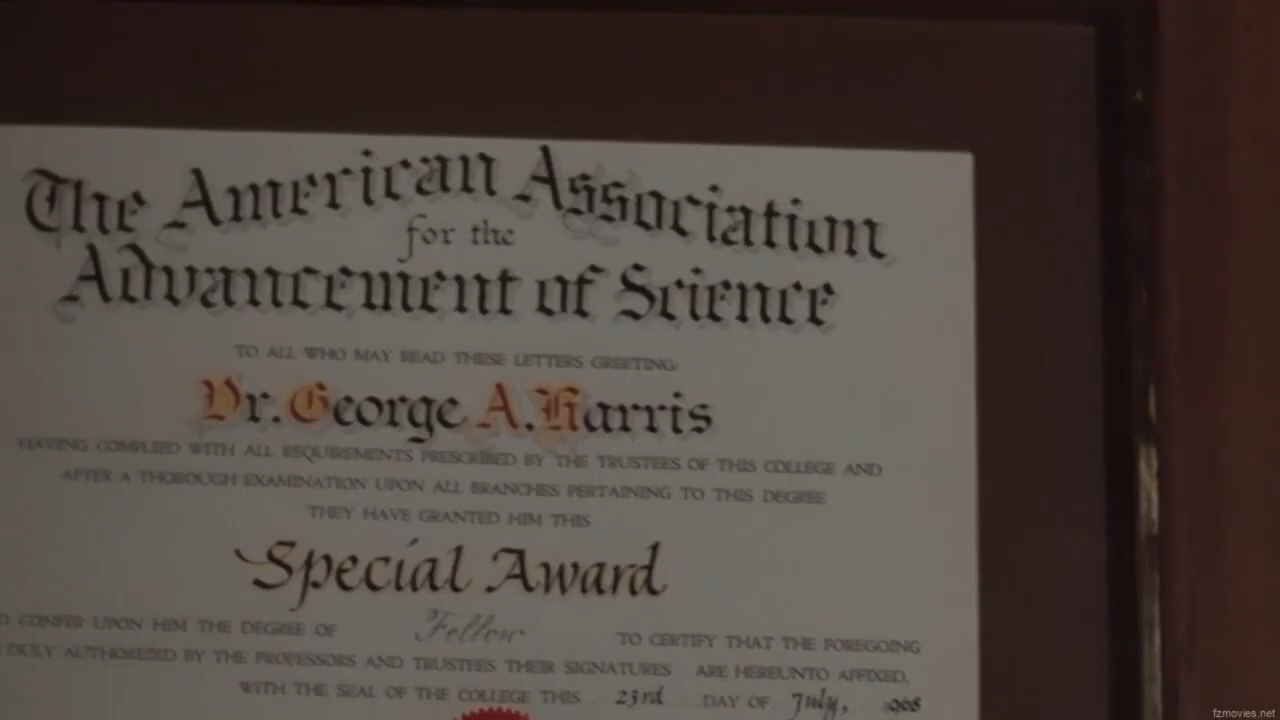 The American Association
for the
Advancement of Science
TO ALL WHO MAY READ THESE LETTERS GREETING:
Dr. George A. Harris
HAVING COMPLIED WITH ALL REQUIREMENTS PRESCRIBED BY THE TRUSTEES OF THIS COLLEGE AND
AFTER A THOROUGH EXAMINATION UPON ALL BRANCHES PERTAINING TO THIS DEGREE
THEY HAVE GRANTED HIM THIS
Special Award
CONFER UPON HIM THE DEGREE OF Fellow TO CERTIFY THAT THE FOREGOING
DULY AUTHORIZED BY THE PROFESSORS AND TRUSTEES THEIR SIGNATURES ARE HEREUNTO AFFIXED,
WITH THE SEAL OF THE COLLEGE THIS 23rd DAY OF July, 1968
fzmovies.net